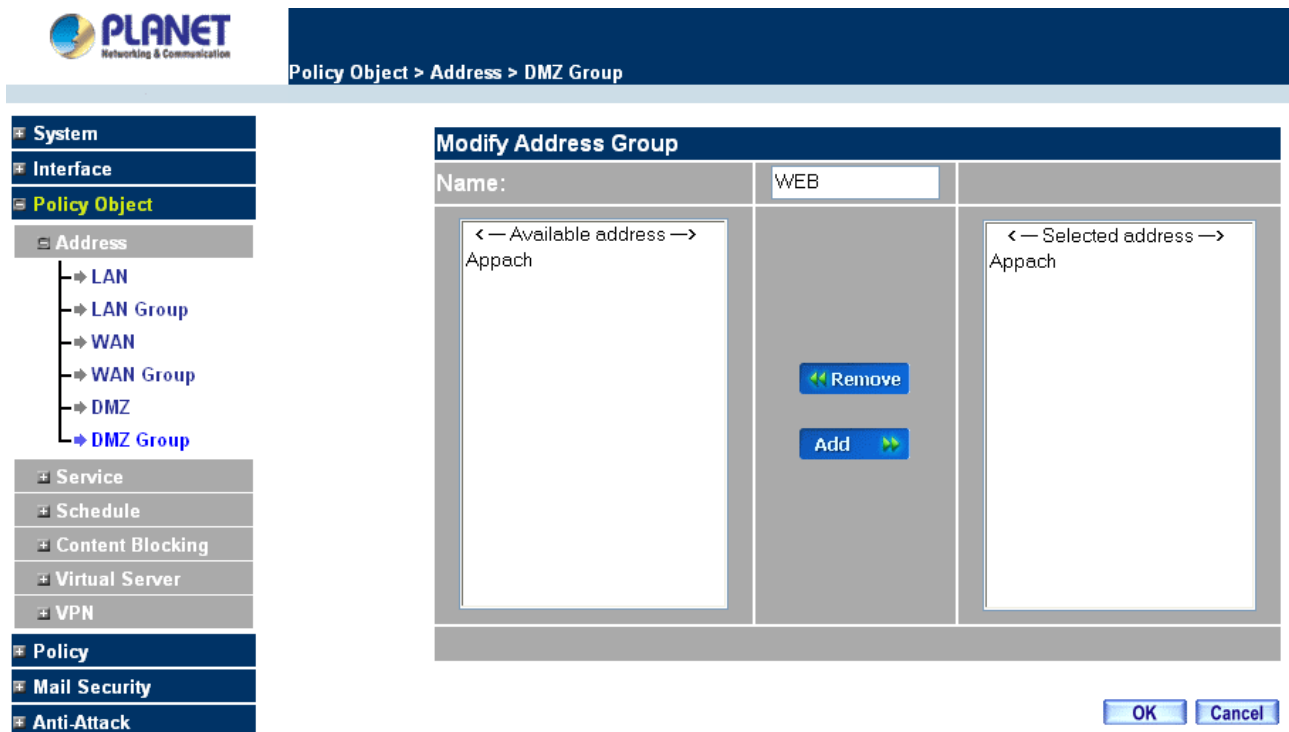 PLANET
Networking & Communication
Policy Object > Address > DMZ Group
System
Interface
Policy Object
Address
LAN
LAN Group
WAN
WAN Group
DMZ
DMZ Group
Service
Schedule
Content Blocking
Virtual Server
VPN
Policy
Mail Security
Anti-Attack
Modify Address Group
Name: WEB
<--- Available address --->
Appach
Remove
Add
<--- Selected address --->
Appach
OK Cancel